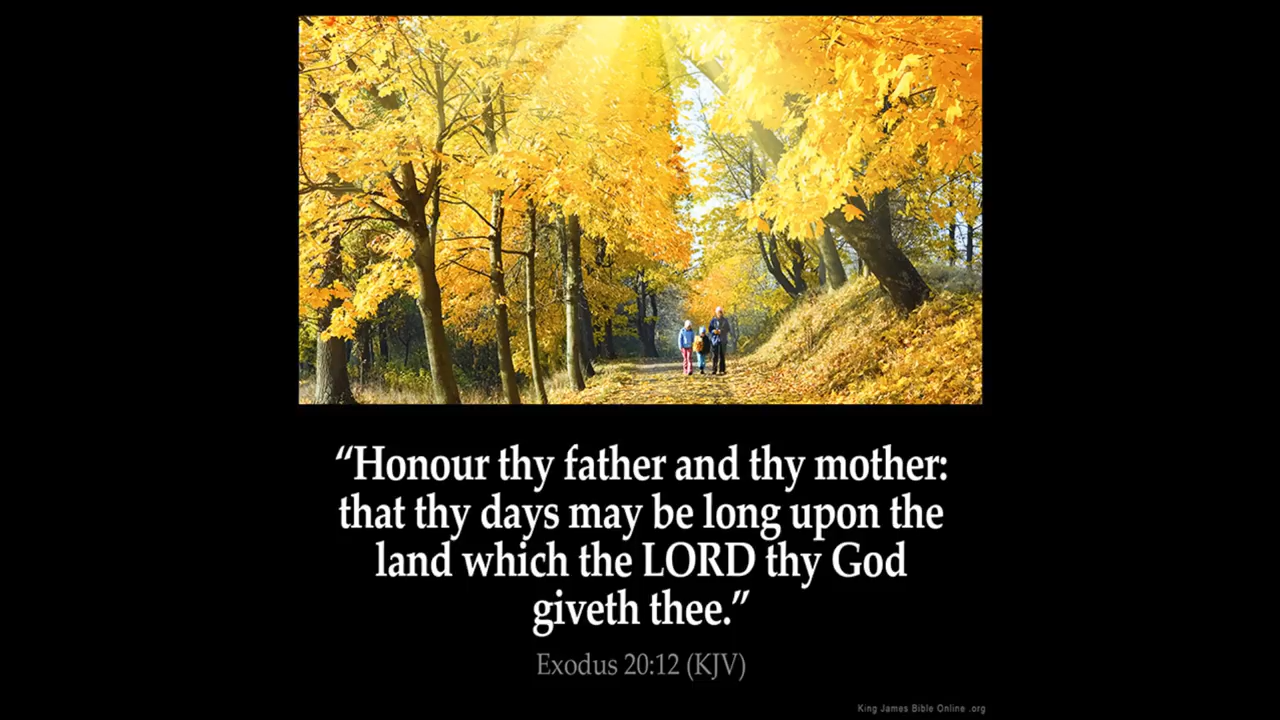 “Honour thy father and thy mother:
that thy days may be long upon the
land which the LORD thy God
giveth thee.”
Exodus 20:12 (KJV)
King James Bible Online .org